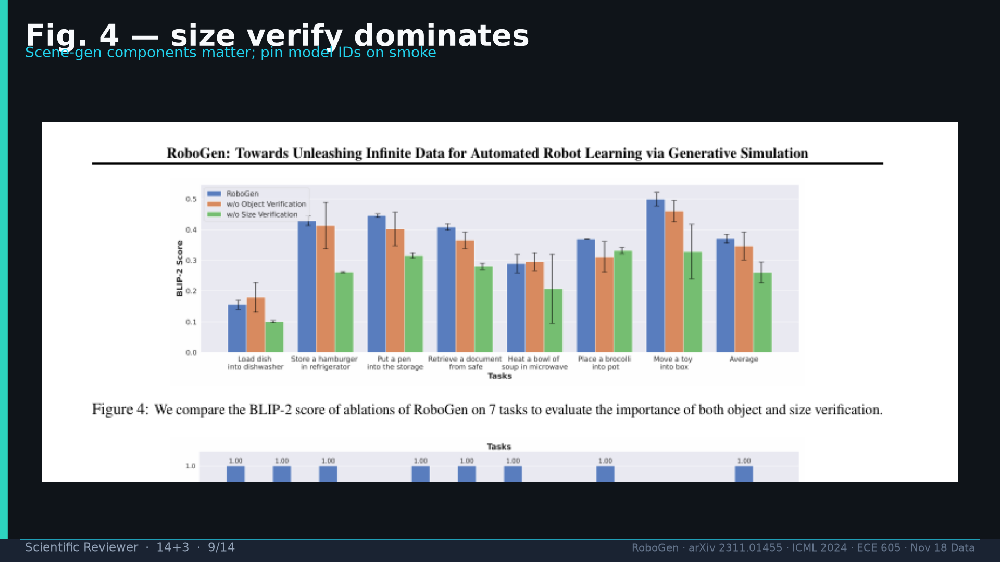 Fig. 4 — size verify dominates
Scene-gen components matter; pin model IDs on smoke
RoboGen: Towards Unleashing Infinite Data for Automated Robot Learning via Generative Simulation
RoboGen
w/o Object Verification
w/o Size Verification
BLIP-2 Score
0.5
0.4
0.3
0.2
0.1
0.0
Load dish into dishwasher
Store a hamburger in refrigerator
Put a pen into the storage
Retrieve a document from safe
Heat a bowl of soup in microwave
Place a brocolli into pot
Move a toy into box
Average
Tasks
Figure 4: We compare the BLIP-2 score of ablations of RoboGen on 7 tasks to evaluate the importance of both object and size verification.
Tasks
1.0
1.00 1.00 1.00 1.00 1.00 1.00 1.00 1.00
Scientific Reviewer · 14+3 · 9/14
RoboGen · arXiv 2311.01455 · ICML 2024 · ECE 605 · Nov 18 Data